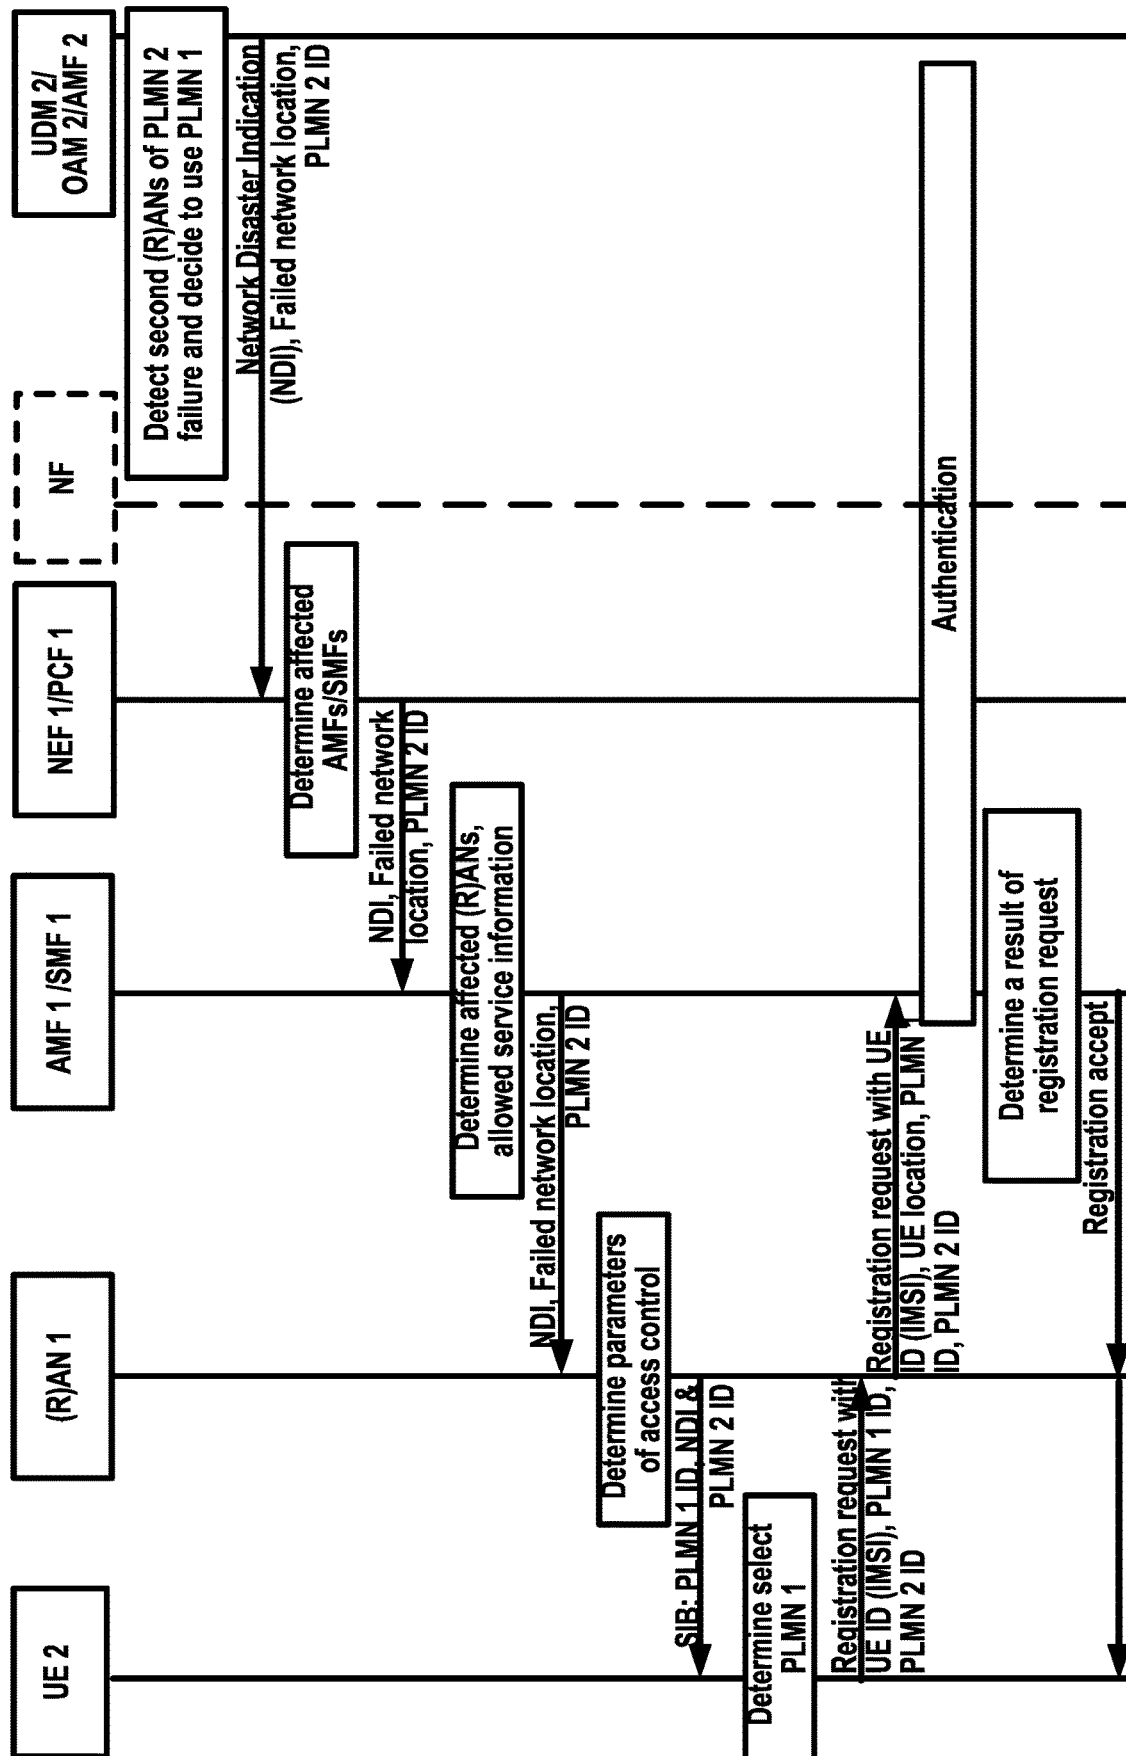 UE 2
(R)AN 1
AMF 1 /SMF 1
NEF 1/PCF 1
NF
UDM 2/
OAM 2/AMF 2
Detect second (R)ANs of PLMN 2
failure and decide to use PLMN 1
Network Disaster Indication
(NDI), Failed network location,
PLMN 2 ID
Determine affected
AMFs/SMFs
NDI, Failed network
location, PLMN 2 ID
Determine affected (R)ANs,
allowed service information
NDI, Failed network location,
PLMN 2 ID
Determine parameters
of access control
SIB: PLMN 1 ID, NDI &
PLMN 2 ID
Determine select
PLMN 1
Registration request with
UE ID (IMSI), PLMN 1 ID,
PLMN 2 ID
Registration request with UE
ID (IMSI), UE location, PLMN
ID, PLMN 2 ID
Authentication
Determine a result of
registration request
Registration accept